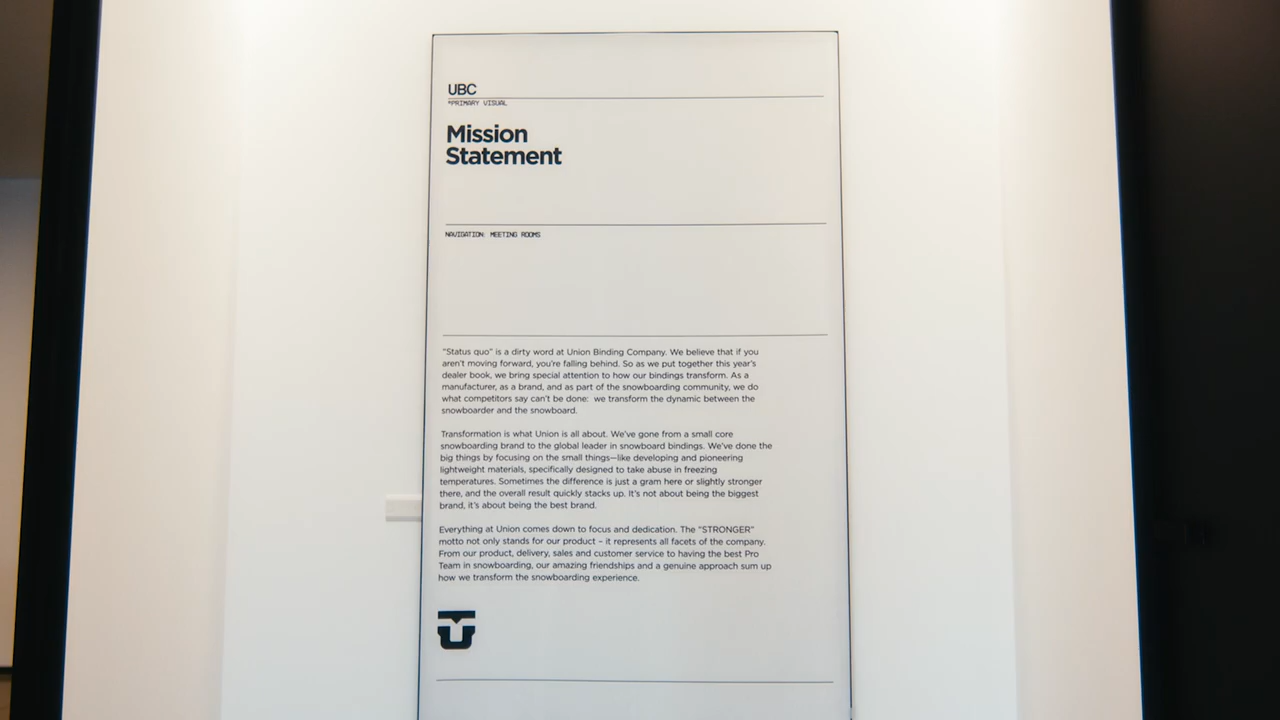 UBC
*PRIMARY VISUAL
Mission
Statement
NAVIGATION: MEETING ROOMS
"Status quo" is a dirty word at Union Binding Company. We believe that if you
aren't moving forward, you're falling behind. So as we put together this year's
dealer book, we bring special attention to how our bindings transform. As a
manufacturer, as a brand, and as part of the snowboarding community, we do
what competitors say can't be done:  we transform the dynamic between the
snowboarder and the snowboard.
Transformation is what Union is all about. We've gone from a small core
snowboarding brand to the global leader in snowboard bindings. We've done the
big things by focusing on the small things—like developing and pioneering
lightweight materials, specifically designed to take abuse in freezing
temperatures. Sometimes the difference is just a gram here or slightly stronger
there, and the overall result quickly stacks up. It's not about being the biggest
brand, it's about being the best brand.
Everything at Union comes down to focus and dedication. The "STRONGER"
motto not only stands for our product – it represents all facets of the company.
From our product, delivery, sales and customer service to having the best Pro
Team in snowboarding, our amazing friendships and a genuine approach sum up
how we transform the snowboarding experience.